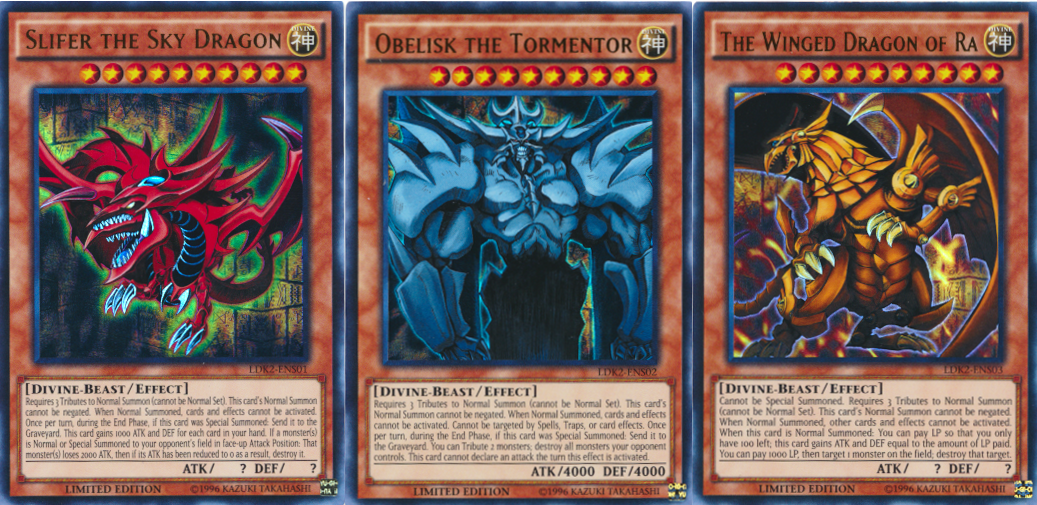 SLIFER THE SKY DRAGON
DIVINE
神
LDK2-ENS01
[DIVINE-BEAST/EFFECT]
Requires 3 Tributes to Normal Summon (cannot be Normal Set). This card's Normal Summon
cannot be negated. When Normal Summoned, cards and effects cannot be activated.
Once per turn, during the End Phase, if this card was Special Summoned: Send it to the
Graveyard. This card gains 1000 ATK and DEF for each card in your hand. If a monster(s)
is Normal or Special Summoned to your opponent's field in face-up Attack Position: That
monster(s) loses 2000 ATK, then if its ATK has been reduced to 0 as a result, destroy it.
ATK/ ? DEF/ ?
LIMITED EDITION ©1996 KAZUKI TAKAHASHI
OBELISK THE TORMENTOR
DIVINE
神
LDK2-ENS02
[DIVINE-BEAST/EFFECT]
Requires 3 Tributes to Normal Summon (cannot be Normal Set). This card's
Normal Summon cannot be negated. When Normal Summoned, cards and effects
cannot be activated. Cannot be targeted by Spells, Traps, or card effects. Once
per turn, during the End Phase, if this card was Special Summoned: Send it to
the Graveyard. You can Tribute 2 monsters; destroy all monsters your opponent
controls. This card cannot declare an attack the turn this effect is activated.
ATK/4000 DEF/4000
LIMITED EDITION ©1996 KAZUKI TAKAHASHI
THE WINGED DRAGON OF RA
DIVINE
神
LDK2-ENS03
[DIVINE-BEAST/EFFECT]
Cannot be Special Summoned. Requires 3 Tributes to Normal Summon
(cannot be Normal Set). This card's Normal Summon cannot be negated.
When Normal Summoned, other cards and effects cannot be activated.
When this card is Normal Summoned: You can pay LP so that you only
have 100 left; this card gains ATK and DEF equal to the amount of LP paid.
You can pay 1000 LP, then target 1 monster on the field; destroy that target.
ATK/ ? DEF/ ?
LIMITED EDITION ©1996 KAZUKI TAKAHASHI